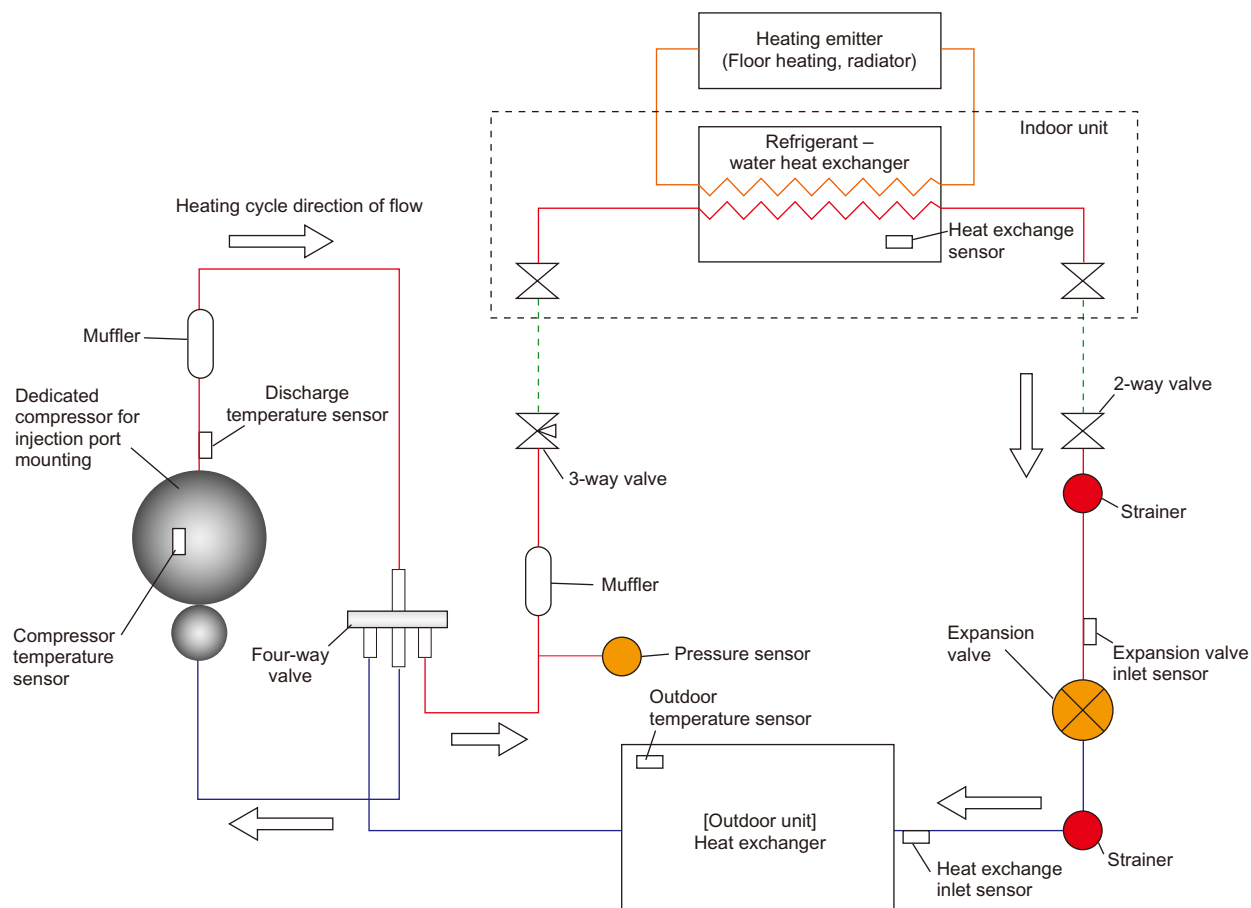 Heating emitter
(Floor heating, radiator)
Indoor unit
Refrigerant –
water heat exchanger
Heat exchange
sensor
Heating cycle direction of flow
Muffler
Discharge
temperature sensor
Dedicated
compressor for
injection port
mounting
2-way valve
3-way valve
Strainer
Muffler
Compressor
temperature
sensor
Four-way
valve
Pressure sensor
Expansion
valve
Expansion valve
inlet sensor
Outdoor
temperature sensor
[Outdoor unit]
Heat exchanger
Heat exchange
inlet sensor
Strainer